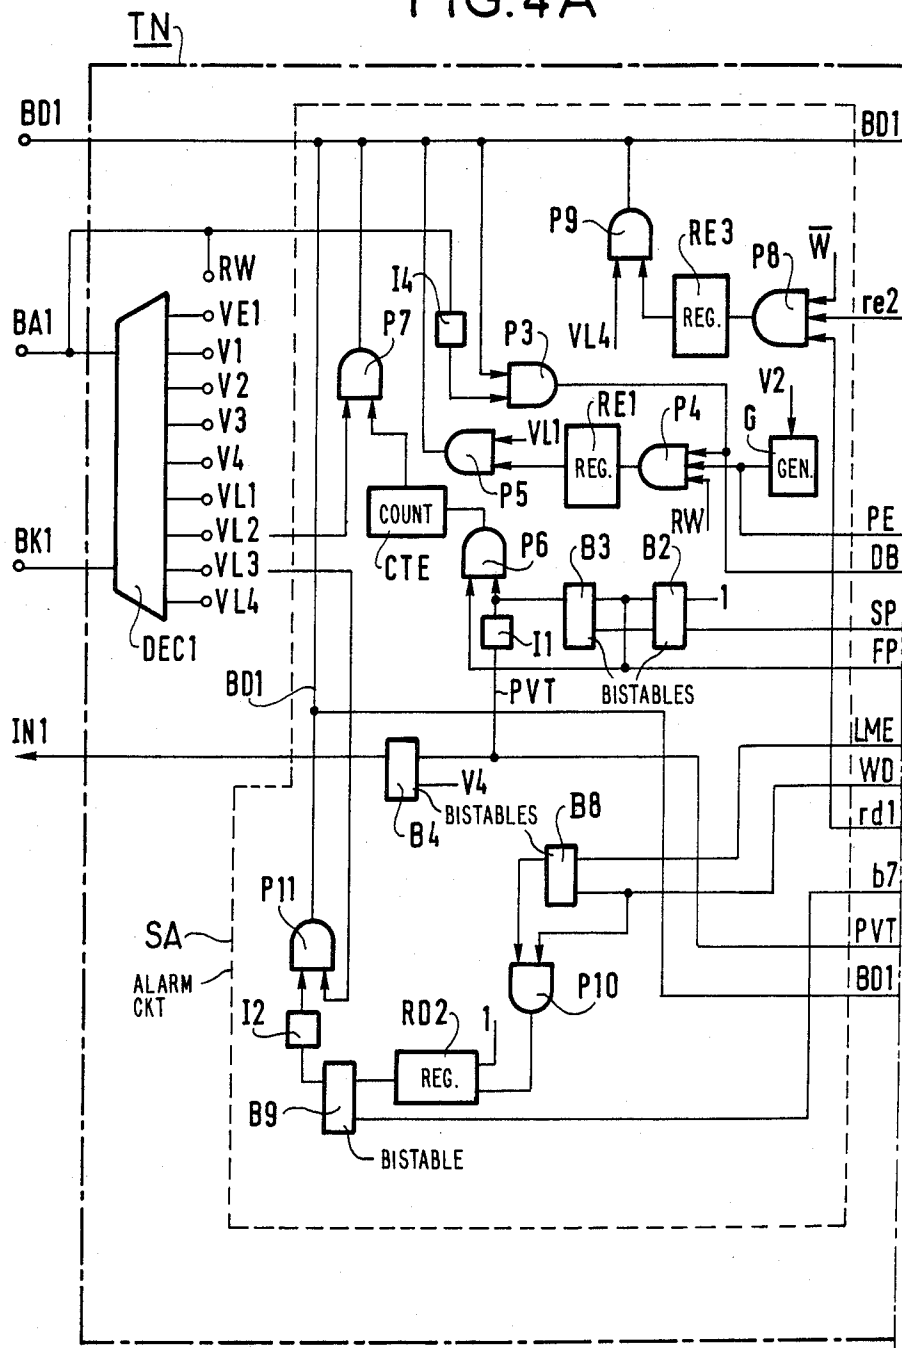 FIG.4A
TN
BD1
BD1
P9
RE3
P8
W̅
RW
I4
re2
BA1
VE1
P7
REG.
VL4
V1
P3
V2
V2
RE1
P4
G
V3
VL1
V4
REG.
GEN.
P5
VL1
COUNT
RW
PE
VL2
BK1
P6
B3
B2
CTE
DB
VL3
1
VL4
SP
I1
DEC1
FP
BD1
PVT
BISTABLES
IN1
LME
V4
WD
BISTABLES
B8
B4
rd1
b7
P11
SA
PVT
ALARM
CKT
P10
BD1
I2
RD2
1
REG.
B9
BISTABLE